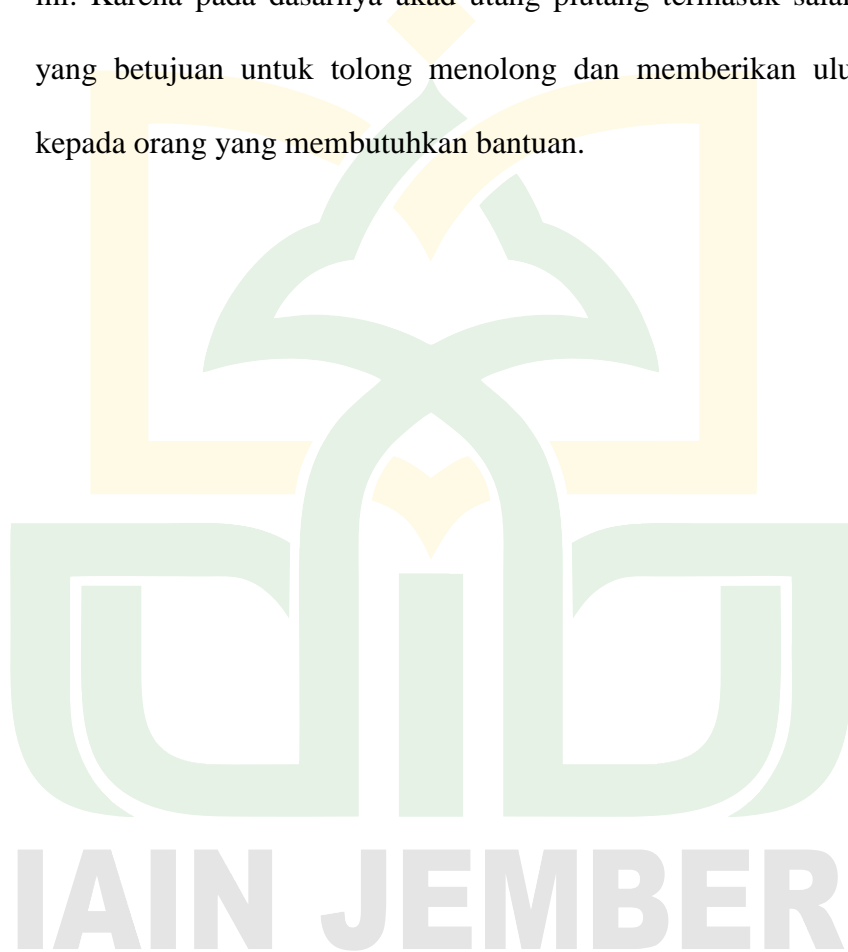 ini. Karena pada dasarnya akad utang piutang termasuk
yang betujuan untuk tolong menolong dan memberikan
kepada orang yang membutuhkan bantuan.
IAIN JEMBER